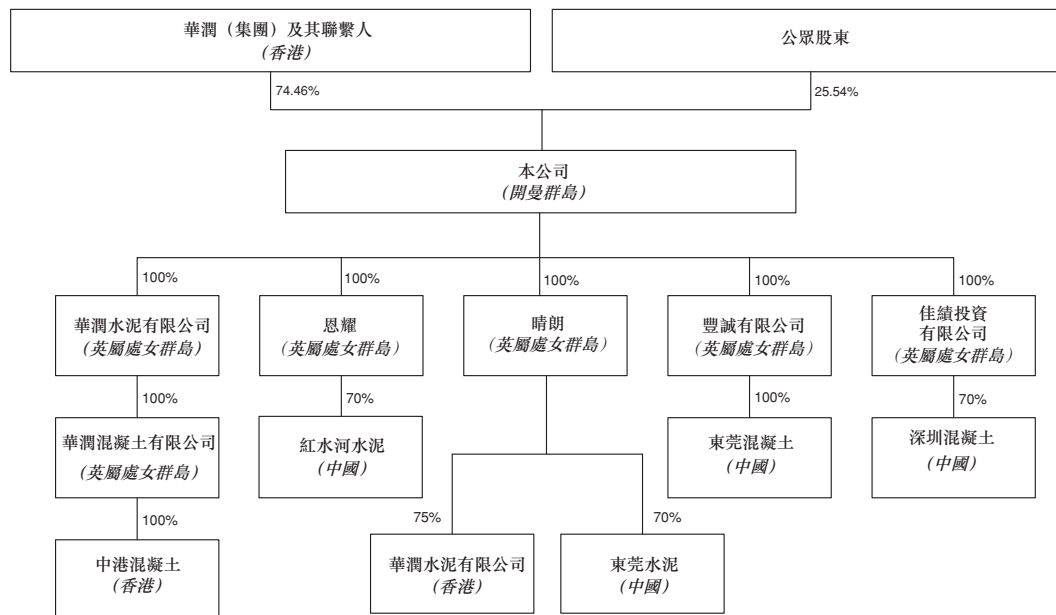 華潤（集團）及其聯繫人
（香港）
公眾股東
74.46%
25.54%
本公司
（開曼群島）
100%
100%
100%
100%
100%
華潤水泥有限公司
（英屬處女群島）
恩耀
（英屬處女群島）
晴朗
（英屬處女群島）
豐誠有限公司
（英屬處女群島）
佳績投資
有限公司
（英屬處女群島）
100%
70%
100%
70%
華潤混凝土有限公司
（英屬處女群島）
紅水河水泥
（中國）
東莞混凝土
（中國）
深圳混凝土
（中國）
100%
75%
70%
中港混凝土
（香港）
華潤水泥有限公司
（香港）
東莞水泥
（中國）